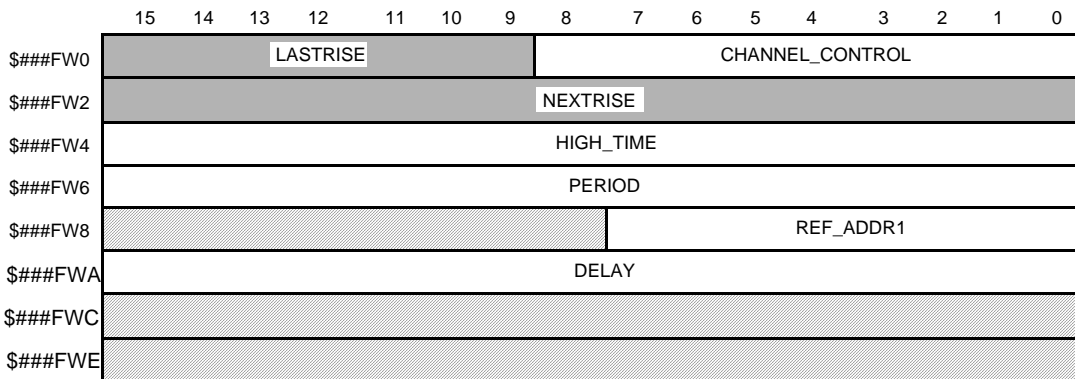 15 14 13 12 11 10 9 8 7 6 5 4 3 2 1 0
$###FW0 LASTRISE CHANNEL_CONTROL
$###FW2 NEXTRISE
$###FW4 HIGH_TIME
$###FW6 PERIOD
$###FW8 REF_ADDR1
$###FWA DELAY
$###FWC
$###FWE